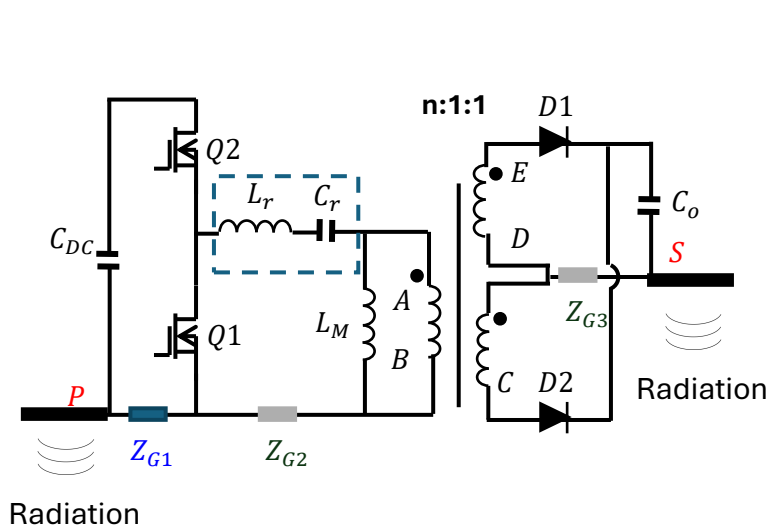 n:1:1
D1
Q2
E
L_r
C_r
C_o
C_DC
D
S
A
Z_G3
L_M
Q1
B
C
D2
Radiation
P
Z_G1
Z_G2
Radiation